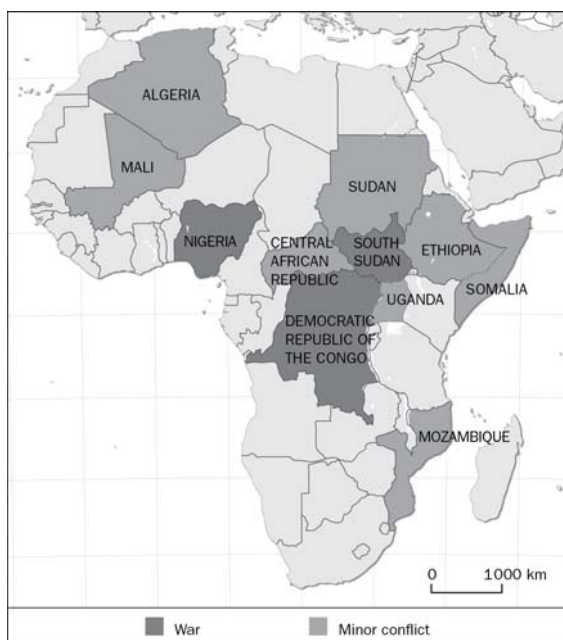 ALGERIA
MALI
SUDAN
NIGERIA
CENTRAL
AFRICAN
REPUBLIC
SOUTH
SUDAN
ETHIOPIA
SOMALIA
UGANDA
DEMOCRATIC
REPUBLIC OF
THE CONGO
MOZAMBIQUE
0 1000 km
War Minor conflict